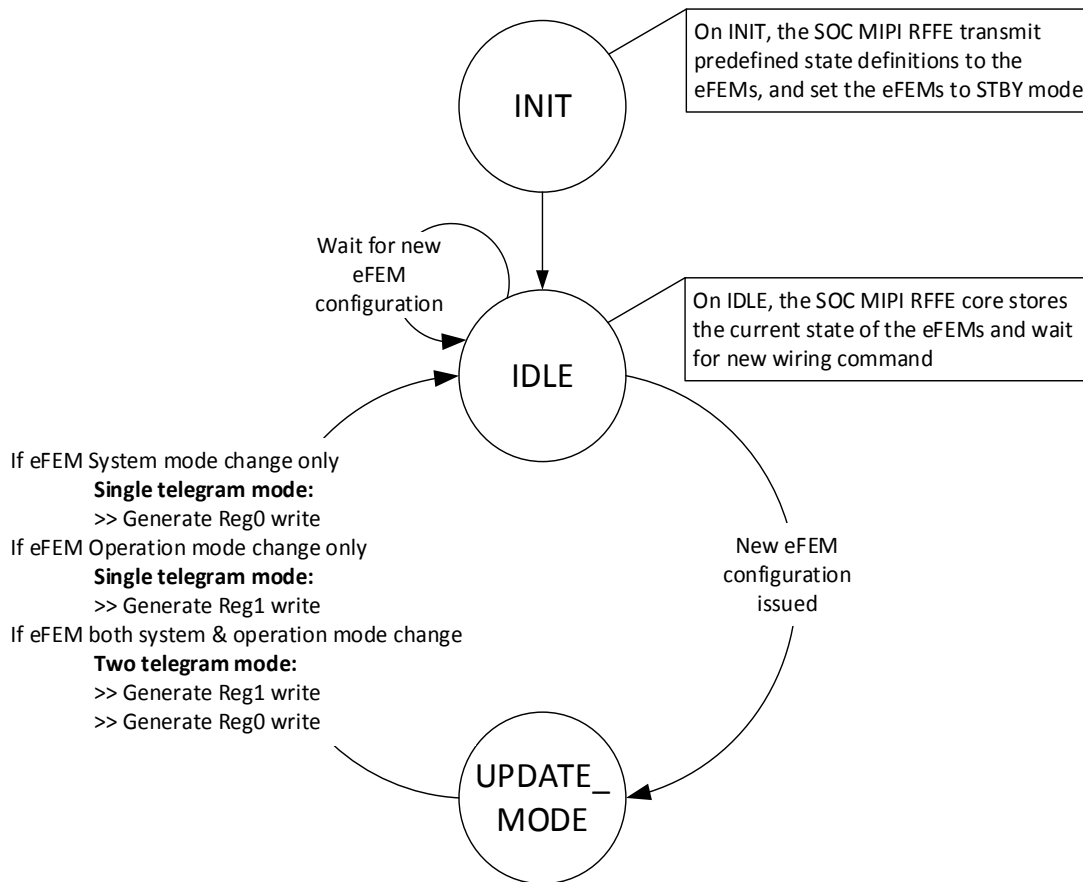 On INIT, the SOC MIPI RFFE transmit
predefined state definitions to the
eFEMs, and set the eFEMs to STBY mode
INIT
Wait for new
eFEM
configuration
On IDLE, the SOC MIPI RFFE core stores
the current state of the eFEMs and wait
for new wiring command
IDLE
If eFEM System mode change only
Single telegram mode:
>> Generate Reg0 write
If eFEM Operation mode change only
Single telegram mode:
>> Generate Reg1 write
If eFEM both system & operation mode change
Two telegram mode:
>> Generate Reg1 write
>> Generate Reg0 write
New eFEM
configuration
issued
UPDATE_
MODE